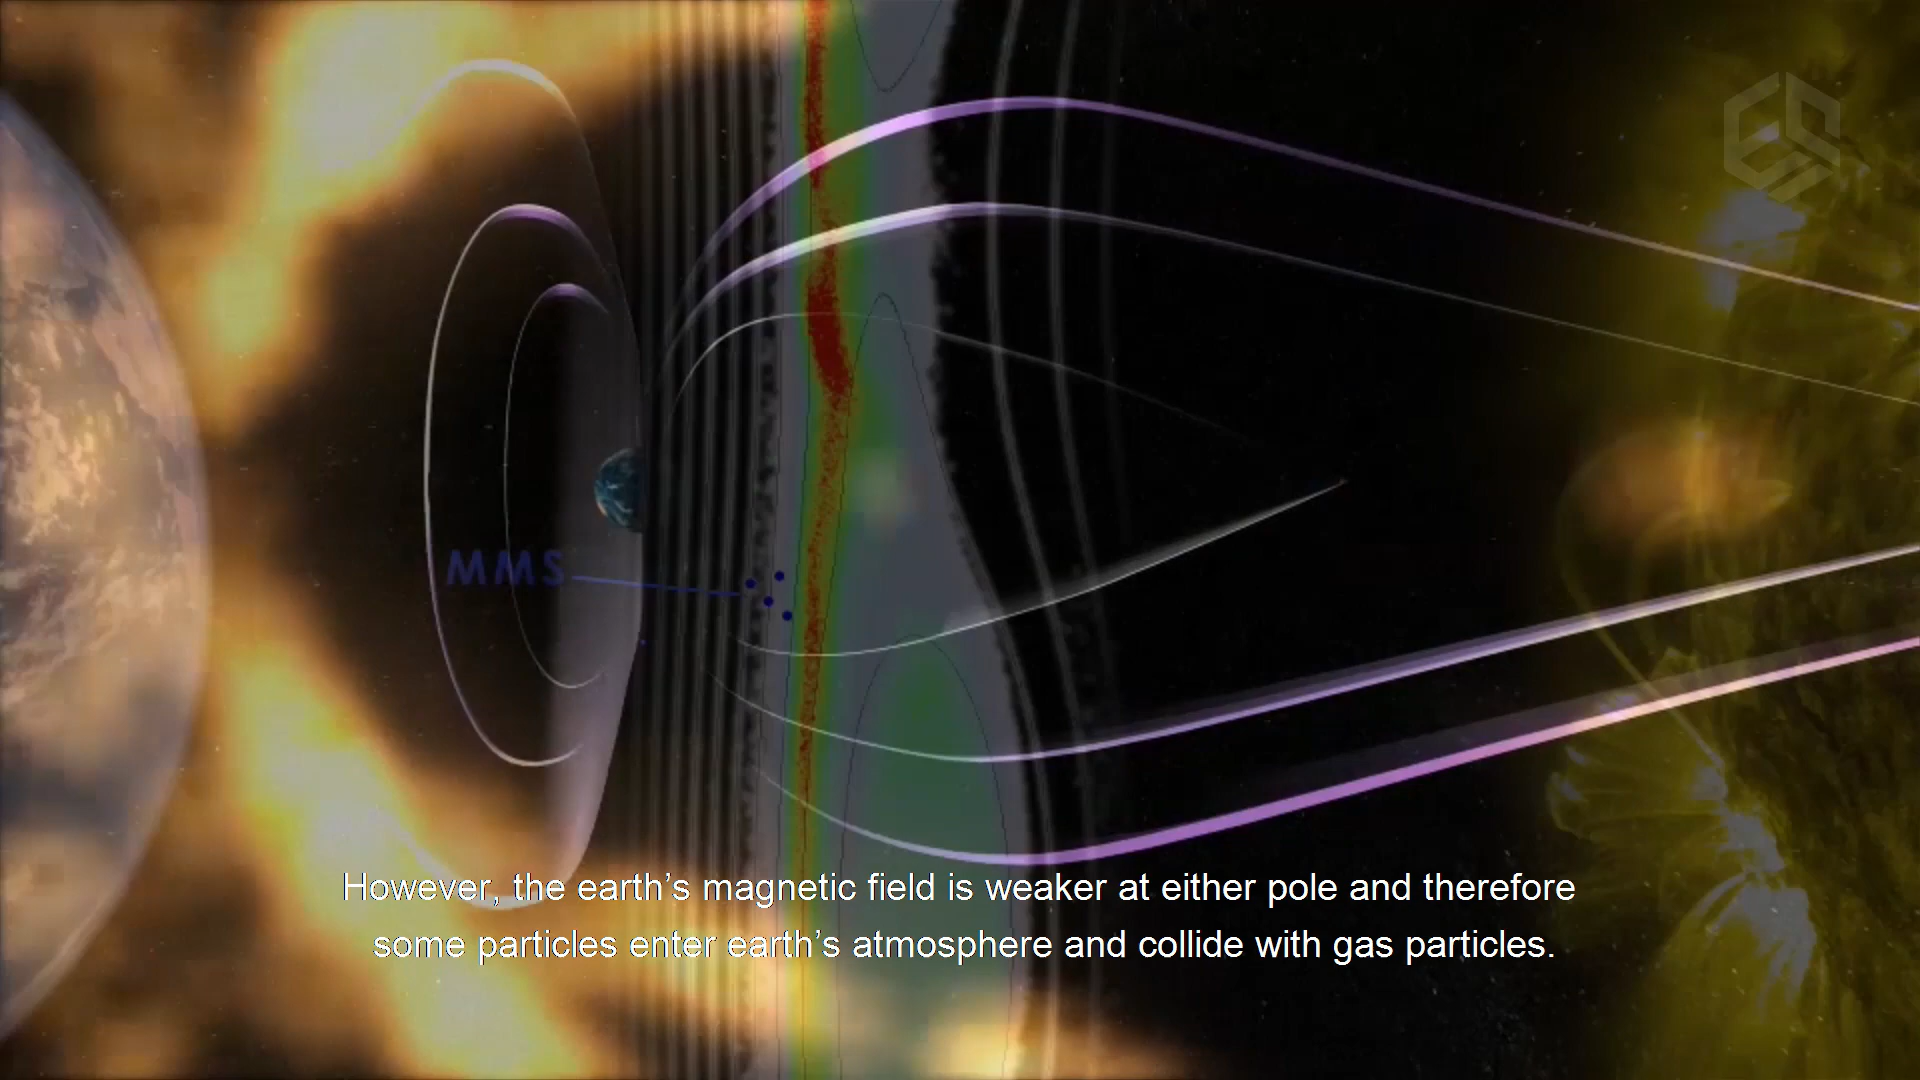 MMS
However, the earth’s magnetic field is weaker at either pole and therefore
some particles enter earth’s atmosphere and collide with gas particles.